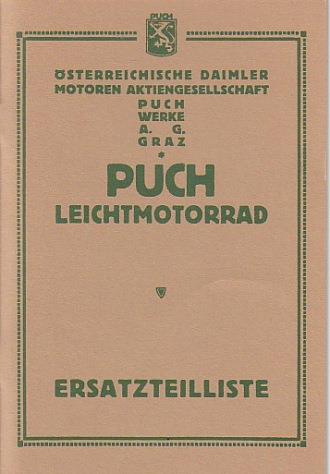 PUCH
ÖSTERREICHISCHE DAIMLER
MOTOREN AKTIENGESELLSCHAFT
PUCH
WERKE
A. G.
GRAZ
*
PUCH
LEICHTMOTORRAD
ERSATZTEILLISTE